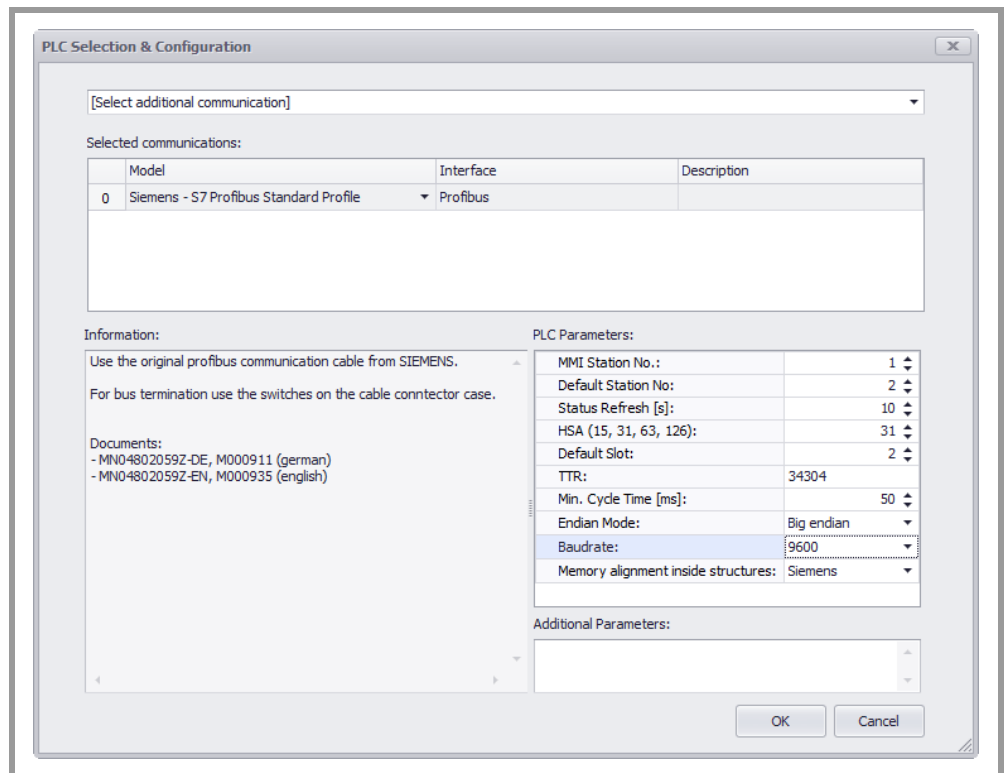 PLC Selection & Configuration
x
[Select additional communication]
Selected communications:
Model Interface Description
0 Siemens - S7 Profibus Standard Profile Profibus
Information:
Use the original profibus communication cable from SIEMENS.
For bus termination use the switches on the cable conntector case.
Documents:
- MN04802059Z-DE, M000911 (german)
- MN04802059Z-EN, M000935 (english)
PLC Parameters:
MMI Station No.: 1
Default Station No: 2
Status Refresh [s]: 10
HSA (15, 31, 63, 126): 31
Default Slot: 2
TTR: 34304
Min. Cycle Time [ms]: 50
Endian Mode: Big endian
Baudrate: 9600
Memory alignment inside structures: Siemens
Additional Parameters:
OK Cancel